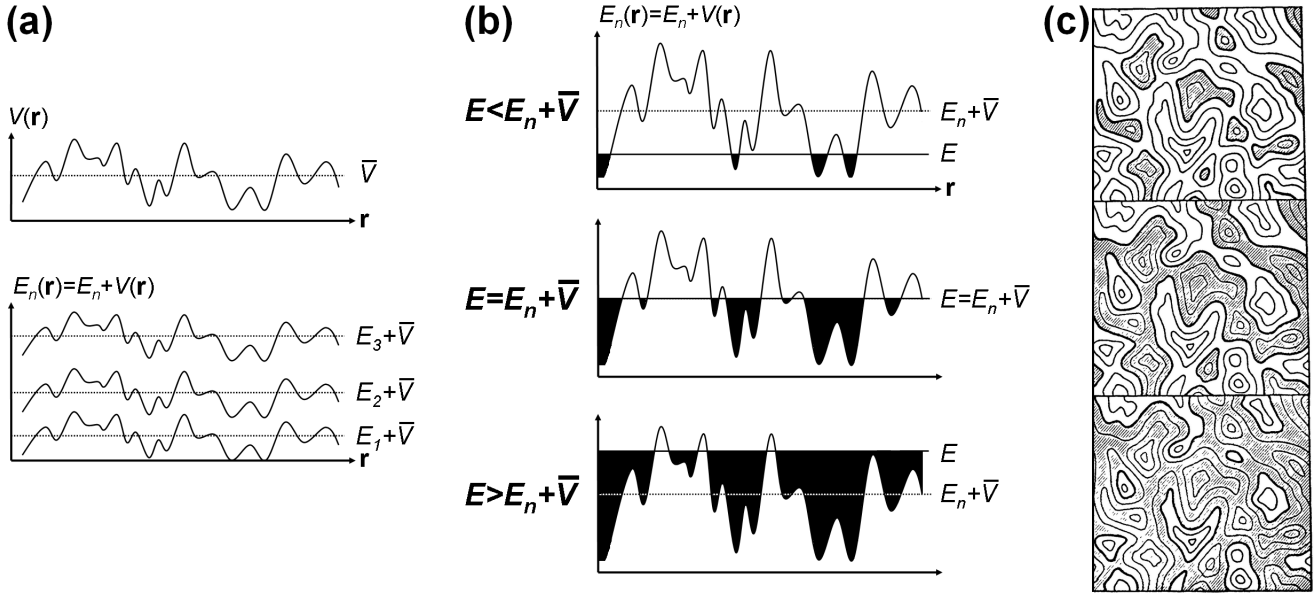 (a)
V(r)
V̅
r
Eₙ(r)=Eₙ+V(r)
E₃+V̅
E₂+V̅
E₁+V̅
r
(b)
Eₙ(r)=Eₙ+V(r)
E<Eₙ+V̅
Eₙ+V̅
E
r
E=Eₙ+V̅
E=Eₙ+V̅
E>Eₙ+V̅
E
Eₙ+V̅
(c)